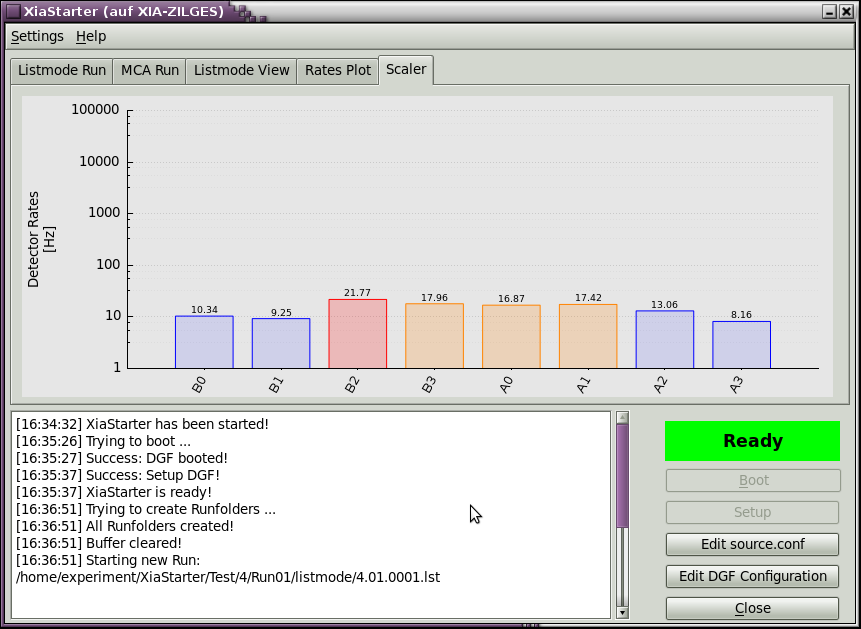 XiaStarter (auf XIA-ZILGES)
Settings Help
Listmode Run MCA Run Listmode View Rates Plot Scaler
Detector Rates
[Hz]
100000
10000
1000
100
10
1
10.34 9.25 21.77 17.96 16.87 17.42 13.06 8.16
B0 B1 B2 B3 A0 A1 A2 A3
[16:34:32] XiaStarter has been started!
[16:35:26] Trying to boot ...
[16:35:27] Success: DGF booted!
[16:35:37] Success: Setup DGF!
[16:35:37] XiaStarter is ready!
[16:36:51] Trying to create Runfolders ...
[16:36:51] All Runfolders created!
[16:36:51] Buffer cleared!
[16:36:51] Starting new Run:
/home/experiment/XiaStarter/Test/4/Run01/listmode/4.01.0001.lst
Ready
Boot
Setup
Edit source.conf
Edit DGF Configuration
Close